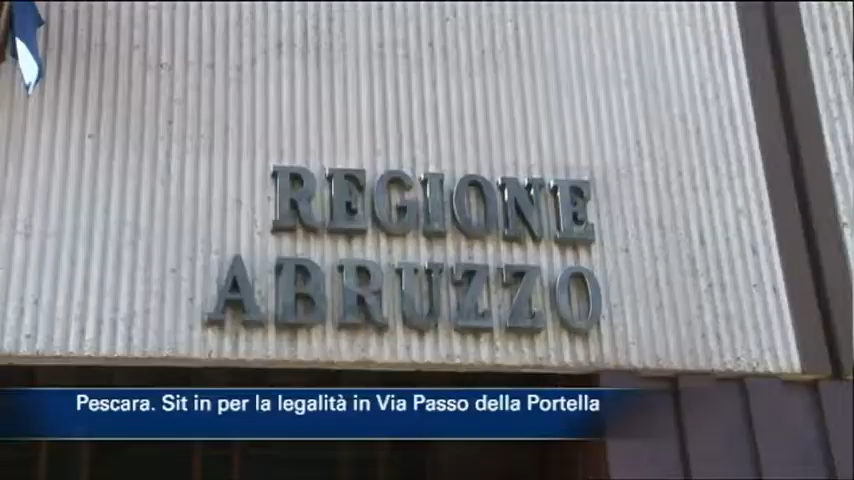 REGIONE
ABRUZZO
Pescara. Sit in per la legalità in Via Passo della Portella